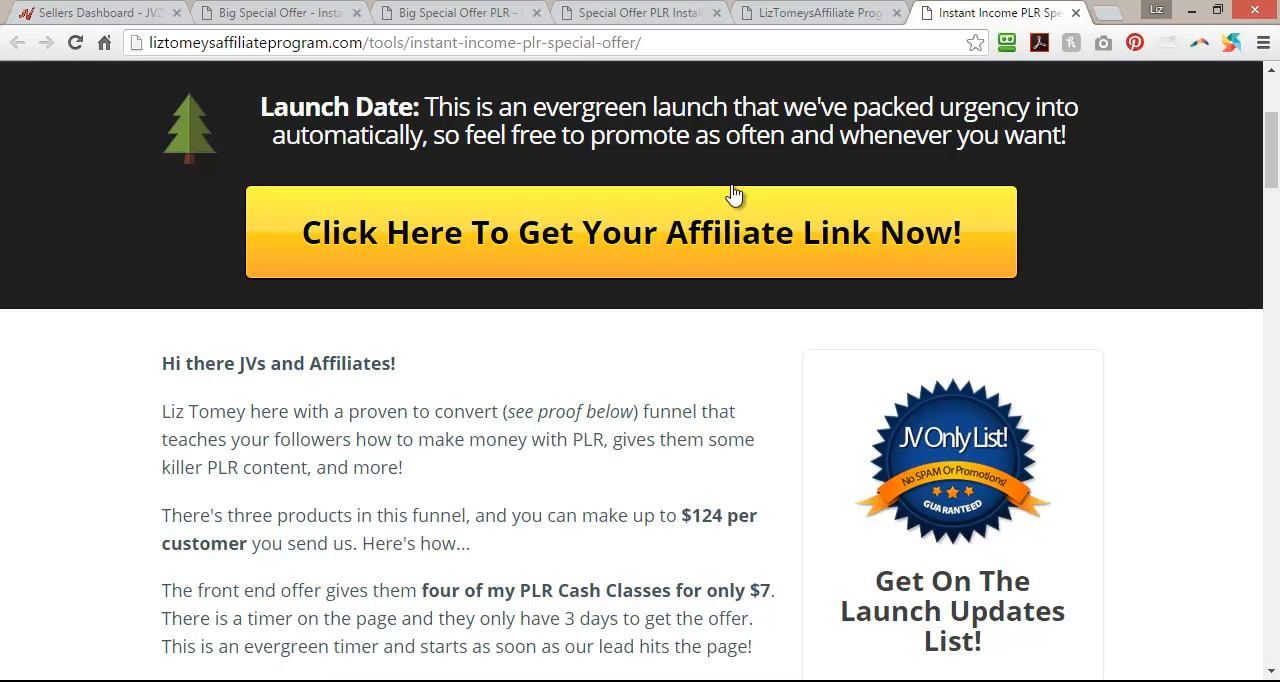 Sellers Dashboard - JVZ
Big Special Offer - Insta
Big Special Offer PLR -
Special Offer PLR Instal
LizTomeysAffiliate Prog
Instant Income PLR Spe
Liz
liztomeysaffiliateprogram.com/tools/instant-income-plr-special-offer/
Launch Date: This is an evergreen launch that we've packed urgency into
automatically, so feel free to promote as often and whenever you want!
Click Here To Get Your Affiliate Link Now!
Hi there JVs and Affiliates!
Liz Tomey here with a proven to convert (see proof below) funnel that
teaches your followers how to make money with PLR, gives them some
killer PLR content, and more!
There's three products in this funnel, and you can make up to $124 per
customer you send us. Here's how...
The front end offer gives them four of my PLR Cash Classes for only $7.
There is a timer on the page and they only have 3 days to get the offer.
This is an evergreen timer and starts as soon as our lead hits the page!
JV Only List!
No SPAM Or Promotions!
GUARANTEED
Get On The
Launch Updates
List!